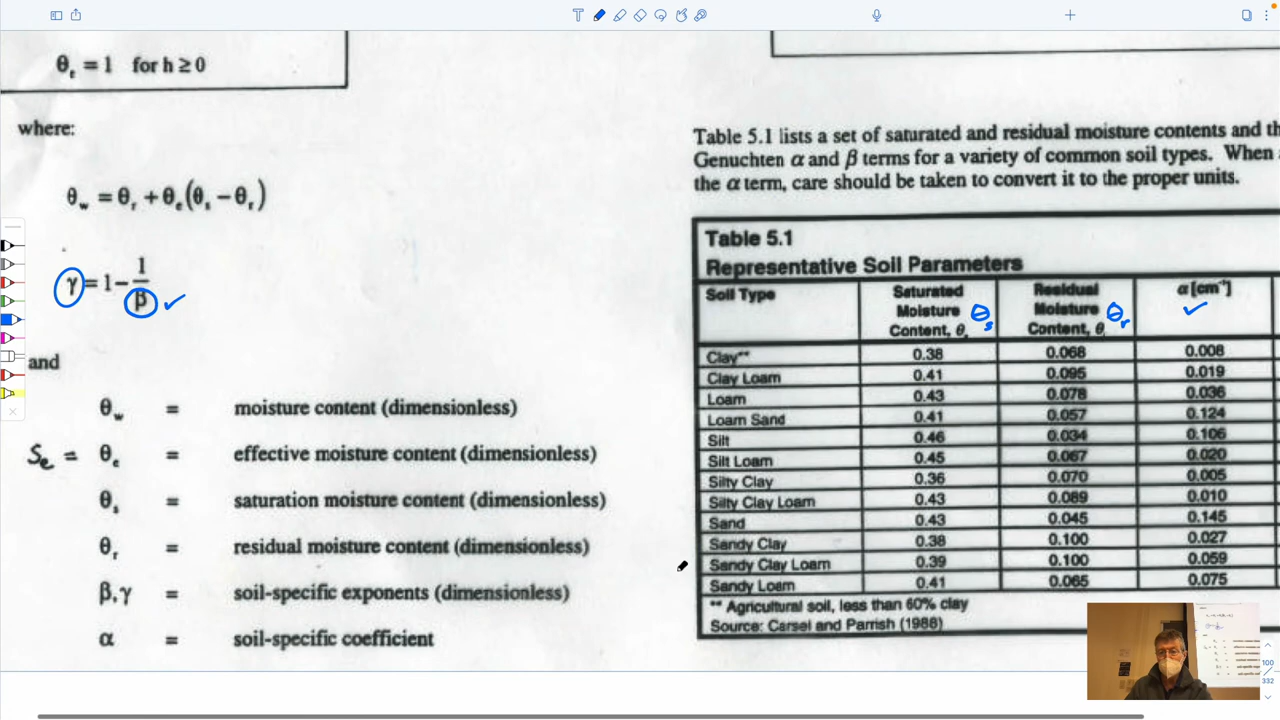 θe = 1 for h ≥ 0
where:
θw = θr + θe(θs − θr)
γ = 1 − 1/β ✓
and
θw = moisture content (dimensionless)
Se = θe = effective moisture content (dimensionless)
θs = saturation moisture content (dimensionless)
θr = residual moisture content (dimensionless)
β, γ = soil-specific exponents (dimensionless)
α = soil-specific coefficient
Table 5.1 lists a set of saturated and residual moisture contents and th
Genuchten α and β terms for a variety of common soil types. When
the α term, care should be taken to convert it to the proper units.
Table 5.1
Representative Soil Parameters
Soil Type Saturated Moisture Content, θs θs Residual Moisture Content, θr θr α [cm⁻¹] ✓
Clay** 0.38 0.068 0.008
Clay Loam 0.41 0.095 0.019
Loam 0.43 0.078 0.036
Loam Sand 0.41 0.057 0.124
Silt 0.46 0.034 0.106
Silt Loam 0.45 0.067 0.020
Silty Clay 0.36 0.070 0.005
Silty Clay Loam 0.43 0.089 0.010
Sand 0.43 0.045 0.145
Sandy Clay 0.38 0.100 0.027
Sandy Clay Loam 0.39 0.100 0.059
Sandy Loam 0.41 0.065 0.075
** Agricultural soil, less than 60% clay
Source: Carsel and Parrish (1988)
100
332